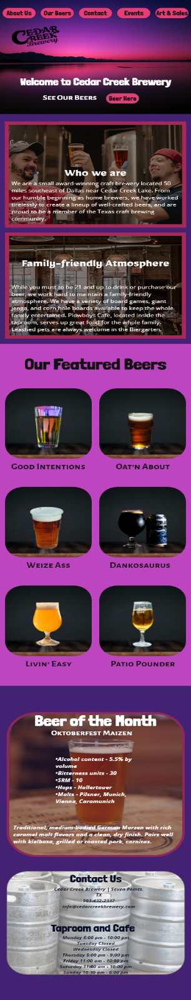 About Us
Our Beers
Contact
Events
Art & Sales
CEDAR
CREEK
Brewery
Welcome to Cedar Creek Brewery
See Our Beers
Beer Here
Who we are
We are a small award-winning craft brewery located 50
miles southeast of Dallas near Cedar Creek Lake. From
our humble beginning as home brewers, we have worked
tirelessly to create a lineup of well-crafted beers, and are
proud to be a member of the Texas craft brewing
community.
Family-friendly Atmosphere
While you must to be 21 and up to drink or purchase our
beer, we work hard to maintain a family-friendly
atmosphere. We have a variety of board games, giant
jenga, and corn hole boards available to keep the whole
family entertained. Plowboys Cafe, located inside the
taproom, serves up great food for the whole family.
Leashed pets are always welcome in the Biergarten.
Our Featured Beers
Good Intentions
Oat'n About
Weize Ass
Dankosaurus
Livin' Easy
Patio Pounder
Beer of the Month
Oktoberfest Maizen
•Alcohol content - 5.5% by
volume
•Bitterness units - 30
•SRM - 10
•Hops - Hallertauer
•Malts - Pilsner, Munich,
Vienna, Caramunich
Traditional, medium-bodied German Marzen with rich
caramel malt flavors and a clean, dry finish. Pairs well
with kielbasa, grilled or roasted pork, carnitas.
Contact Us
Cedar Creek Brewery | Seven Points,
TX
903-432-2337
info@cedarcreekbrewery.com
Taproom and Cafe
Monday 5:00 pm - 10:00 pm
Tuesday Closed
Wednesday Closed
Thursday 5:00 pm - 9:00 pm
Friday 11:00 am - 10:00 pm
Saturday 11:00 am - 10:00 pm
Sunday 10:30 am - 6:00 pm